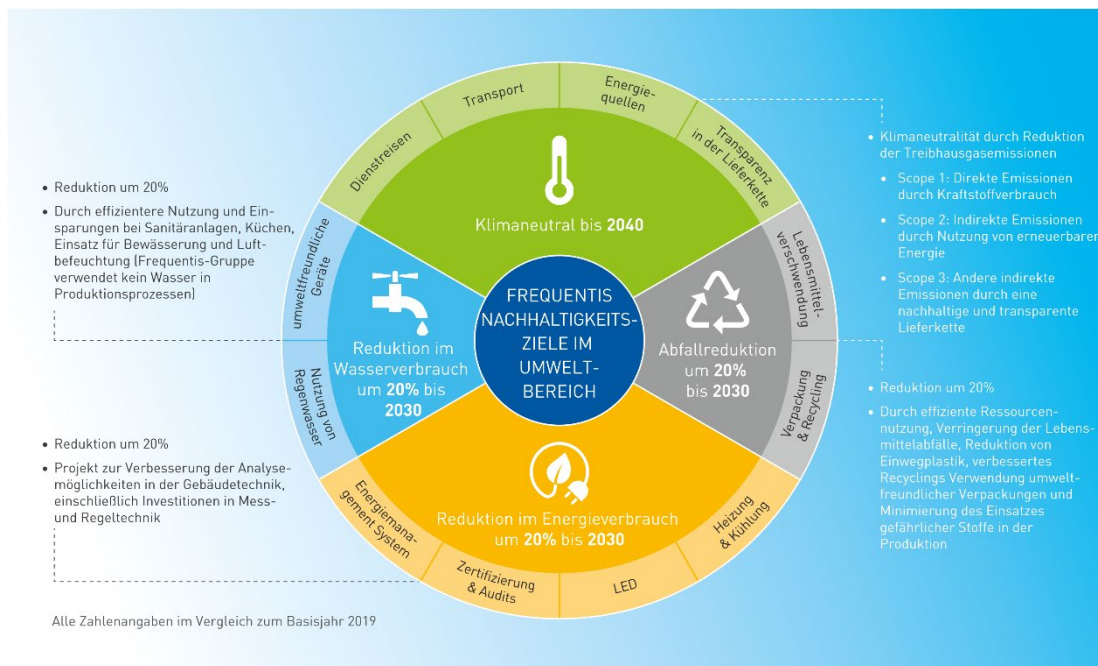 Dienstreisen
Transport
Energie-
quellen
Transparenz
in der Lieferkette
Klimaneutral bis 2040
• Reduktion um 20%
• Durch effizientere Nutzung und Ein-
sparungen bei Sanitäranlagen, Küchen,
Einsatz für Bewässerung und Luft-
befeuchtung (Frequentis-Gruppe
verwendet kein Wasser in
Produktionsprozessen)
umweltfreundliche
Geräte
Nutzung von
Regenwasser
Reduktion im
Wasserverbrauch
um 20% bis
2030
FREQUENTIS
NACHHALTIGKEITS-
ZIELE IM
UMWELT-
BEREICH
Abfallreduktion
um 20%
bis 2030
Lebensmittel-
verschwendung
Verpackung
& Recycling
• Klimaneutralität durch Reduktion
der Treibhausgasemissionen
• Scope 1: Direkte Emissionen
durch Kraftstoffverbrauch
• Scope 2: Indirekte Emissionen
durch Nutzung von erneuerbarer
Energie
• Scope 3: Andere indirekte
Emissionen durch eine
nachhaltige und transparente
Lieferkette
• Reduktion um 20%
• Durch effiziente Ressourcen-
nutzung, Verringerung der Lebens-
mittelabfälle, Reduktion von
Einwegplastik, verbessertes
Recyclings Verwendung umwelt-
freundlicher Verpackungen und
Minimierung des Einsatzes
gefährlicher Stoffe in der
Produktion
• Reduktion um 20%
• Projekt zur Verbesserung der Analyse-
möglichkeiten in der Gebäudetechnik,
einschließlich Investitionen in Mess-
und Regeltechnik
Reduktion im Energieverbrauch
um 20% bis 2030
Energiemana-
gement System
Zertifizierung
& Audits
LED
Heizung
& Kühlung
Alle Zahlenangaben im Vergleich zum Basisjahr 2019